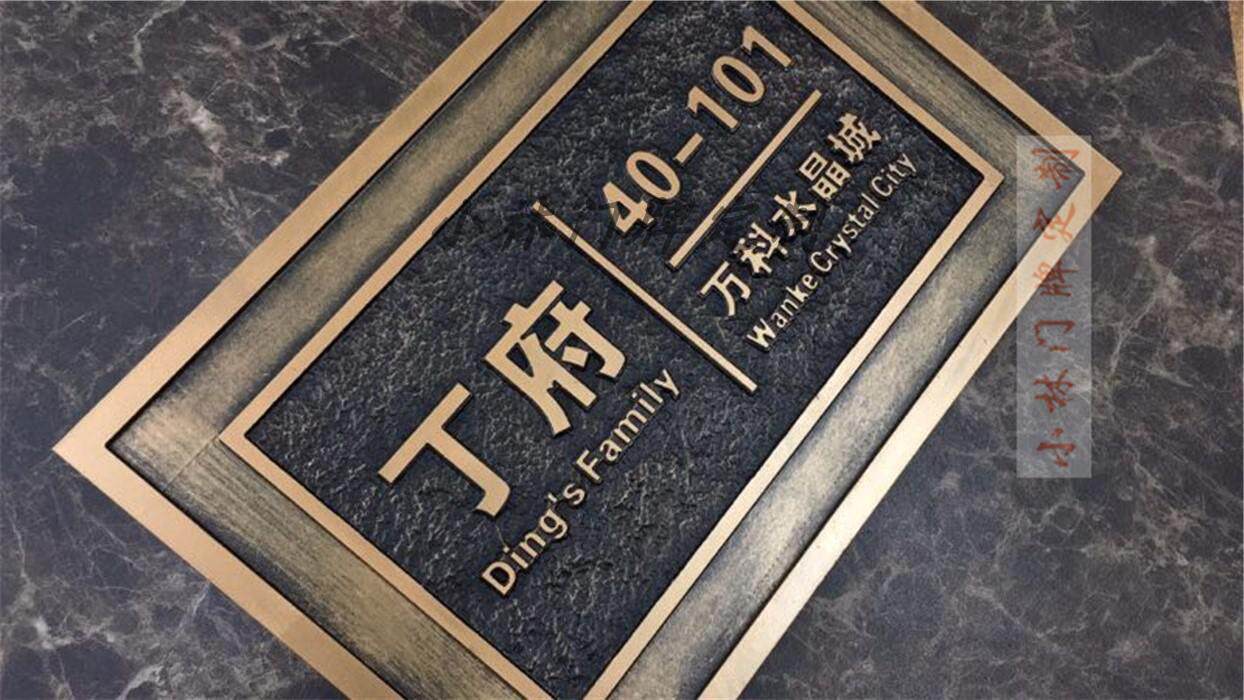 丁府
Ding's Family
40-101
万科水晶城
Wanke Crystal City
小林门牌定制